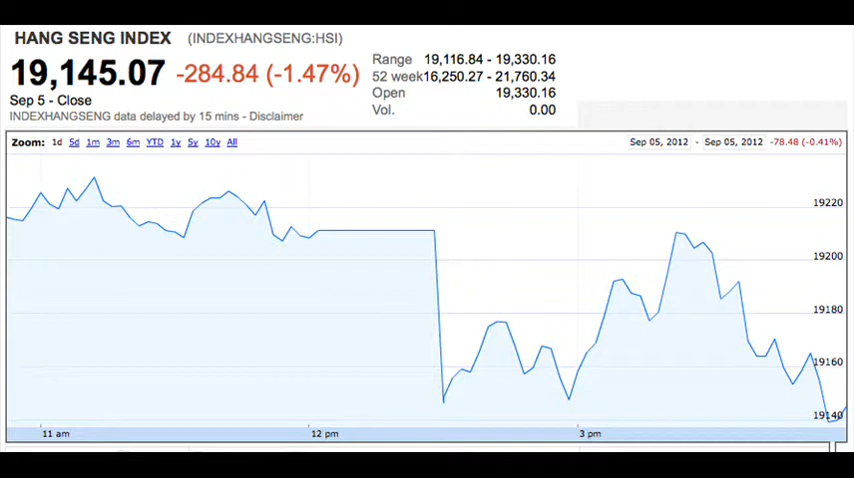 HANG SENG INDEX (INDEXHANGSENG:HSI)
19,145.07 -284.84 (-1.47%)
Sep 5 - Close
INDEXHANGSENG data delayed by 15 mins - Disclaimer
Range 19,116.84 - 19,330.16
52 week 16,250.27 - 21,760.34
Open 19,330.16
Vol. 0.00
Zoom: 1d 5d 1m 3m 6m YTD 1y 5y 10y All
Sep 05, 2012 - Sep 05, 2012 -78.48 (-0.41%)
19220
19200
19180
19160
19140
11 am 12 pm 3 pm